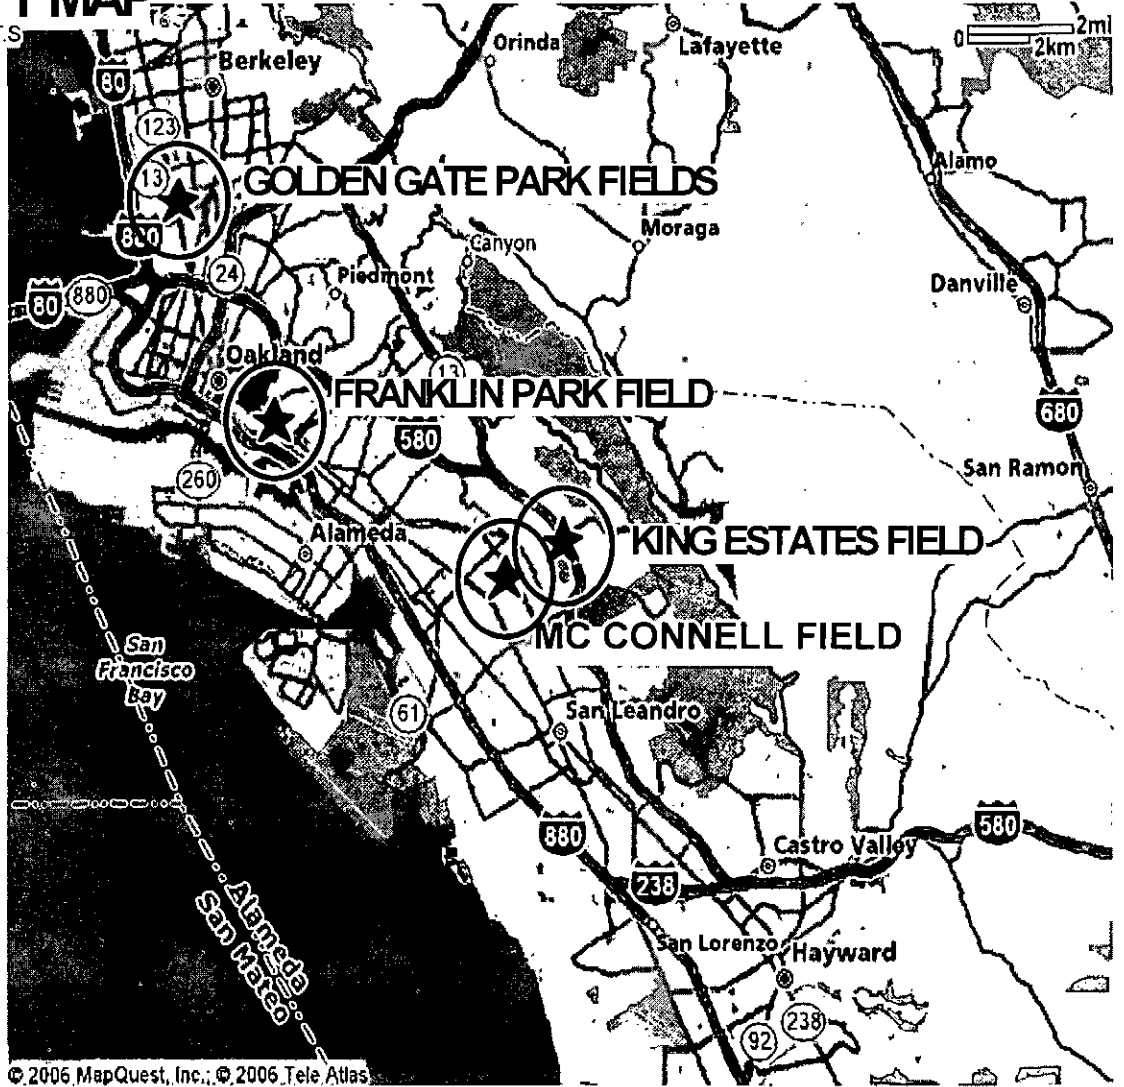 MAP
Berkeley
Orinda
Lafayette
0
2mi
2km
80
123
13
GOLDEN GATE PARK FIELDS
Alamo
Moraga
Canyon
24
Piedmont
Danville
80
880
Oakland
13
FRANKLIN PARK FIELD
580
680
260
San Ramon
Alameda
KING ESTATES FIELD
MC CONNELL FIELD
San
Francisco
Bay
61
San Leandro
880
580
Castro Valley
238
Alameda
San Mateo
San Lorenzo
Hayward
92
238
© 2006 MapQuest, Inc.; © 2006 Tele Atlas